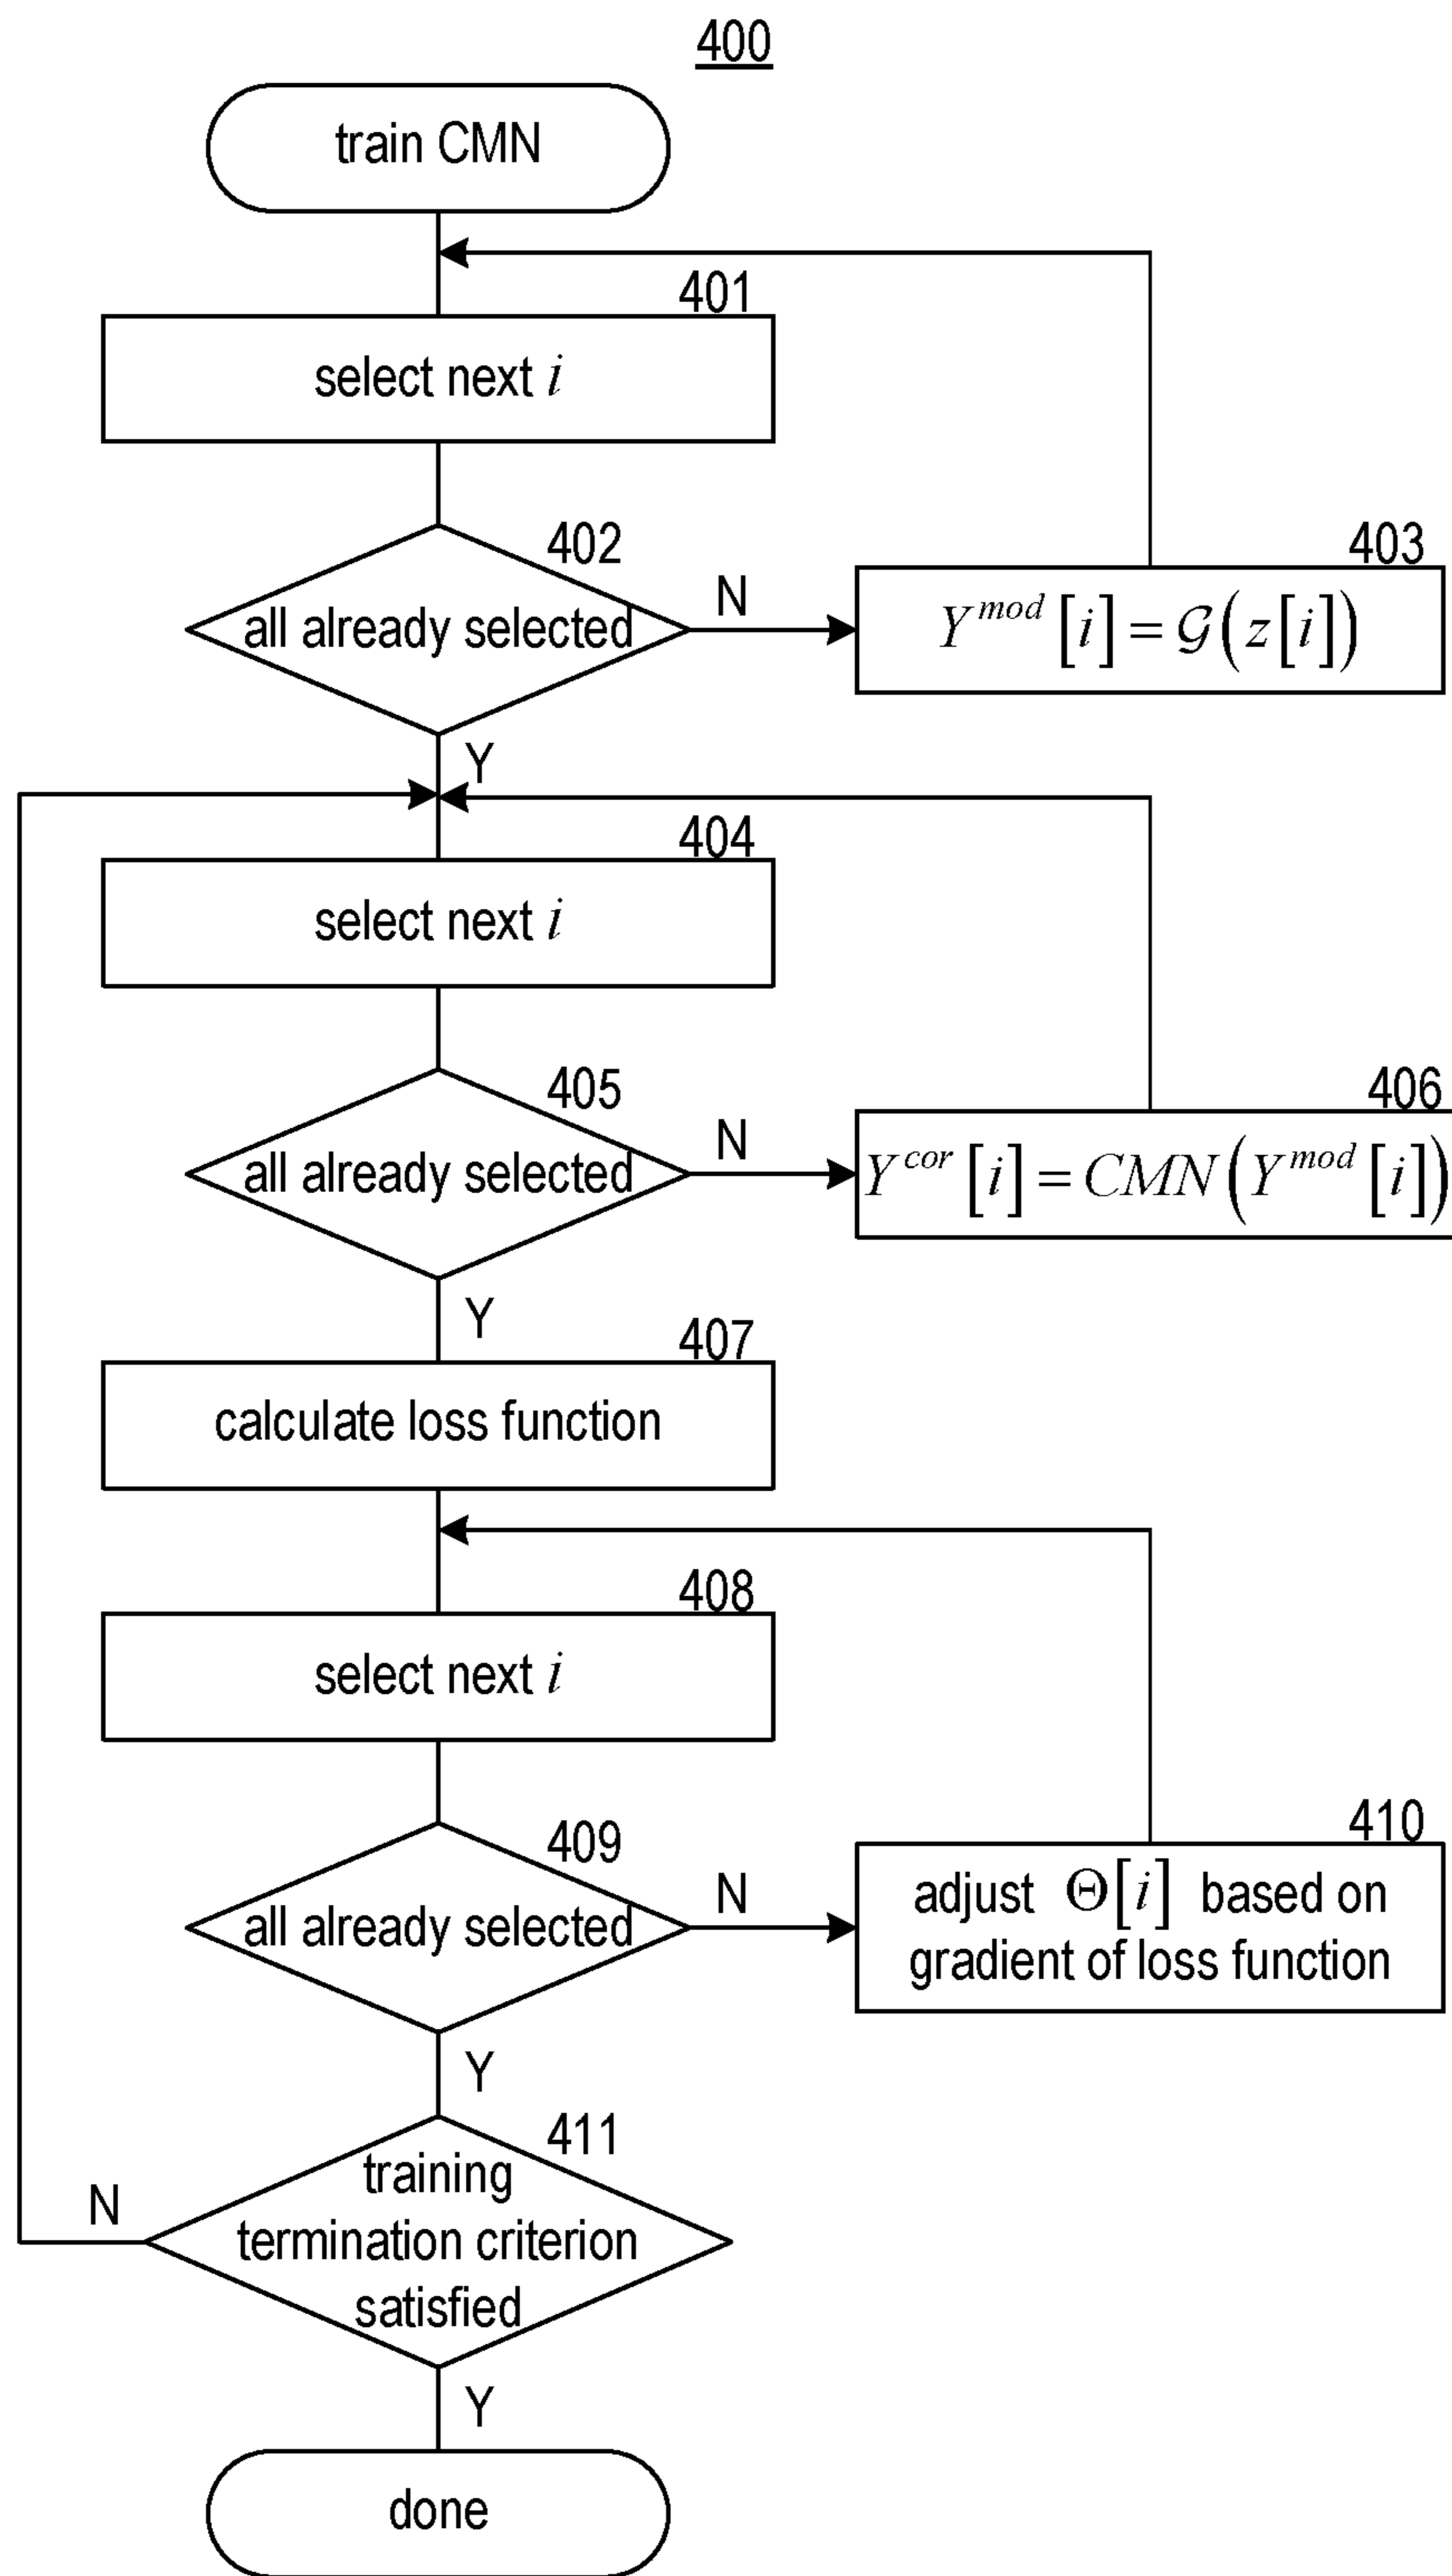 400
train CMN
401
select next i
402
all already selected
N
403
Y^{mod}[i] = 𝒢(z[i])
Y
404
select next i
405
all already selected
N
406
Y^{cor}[i] = CMN(Y^{mod}[i])
Y
407
calculate loss function
408
select next i
409
all already selected
N
410
adjust Θ[i] based on
gradient of loss function
Y
411
training
termination criterion
satisfied
N
Y
done